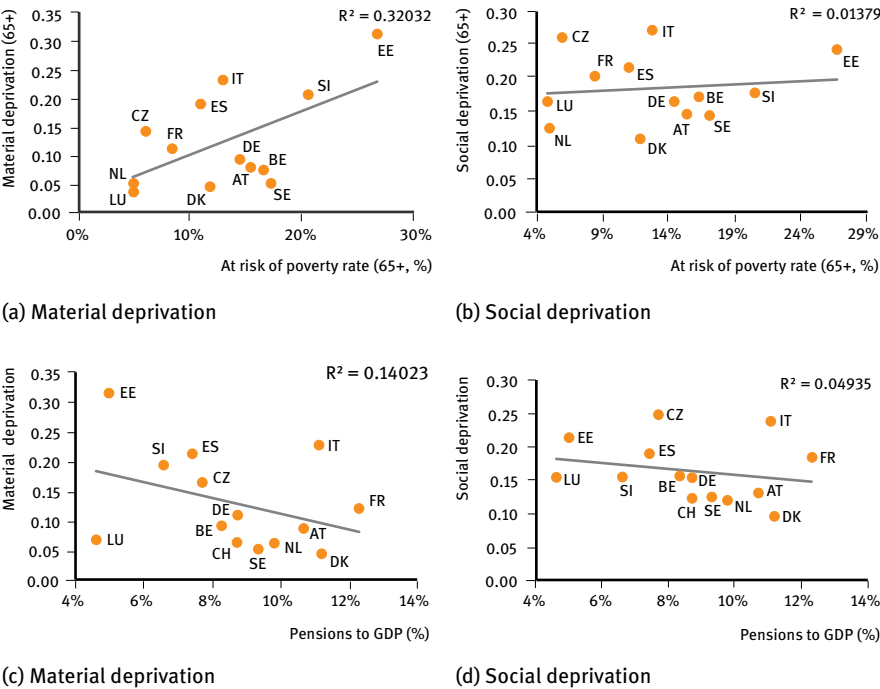 R² = 0.32032
Material deprivation (65+)
0.35
0.30
0.25
0.20
0.15
0.10
0.05
0.00
EE
IT
SI
ES
CZ
FR
DE
BE
AT
NL
LU
DK
SE
0%
10%
20%
30%
At risk of poverty rate (65+, %)
(a) Material deprivation
R² = 0.01379
Social deprivation (65+)
0.30
0.25
0.20
0.15
0.10
0.05
0.00
CZ
IT
EE
FR
ES
LU
DE
BE
SI
NL
AT
SE
DK
4%
9%
14%
19%
24%
29%
At risk of poverty rate (65+, %)
(b) Social deprivation
R² = 0.14023
Material deprivation
0.35
0.30
0.25
0.20
0.15
0.10
0.05
0.00
EE
SI
ES
IT
CZ
FR
DE
BE
AT
LU
CH
SE
NL
DK
4%
6%
8%
10%
12%
14%
Pensions to GDP (%)
(c) Material deprivation
R² = 0.04935
Social deprivation
0.30
0.25
0.20
0.15
0.10
0.05
0.00
CZ
IT
EE
ES
FR
LU
SI
BE
DE
AT
CH
SE
NL
DK
4%
6%
8%
10%
12%
14%
Pensions to GDP (%)
(d) Social deprivation